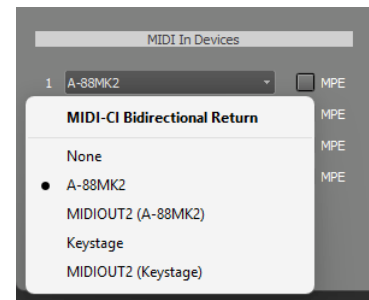 MIDI In Devices
1 A-88MK2 MPE
MIDI-CI Bidirectional Return MPE
None MPE
A-88MK2 MPE
MIDIOUT2 (A-88MK2)
Keystage
MIDIOUT2 (Keystage)